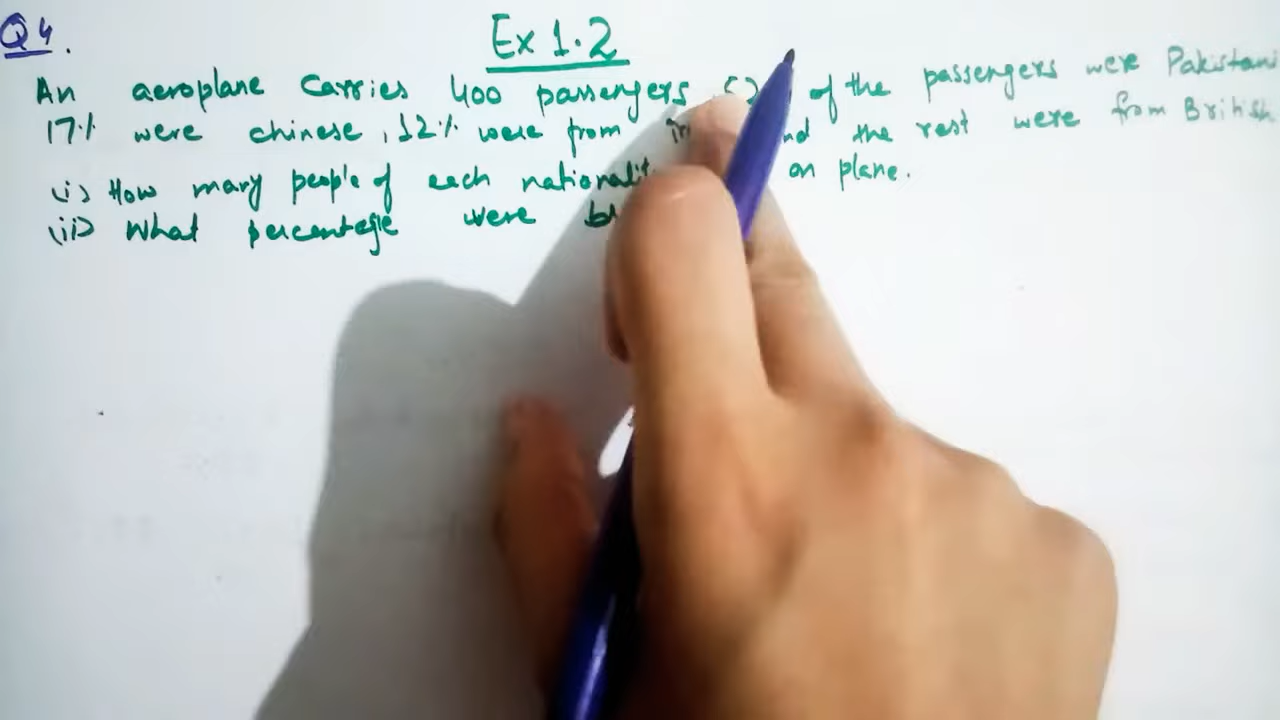 Q4.
Ex 1.2
An aeroplane Carries 400 passengers, 52 of the passengers were Pakistani
17% were chinese, 12% were from the rest were from British
(i) How many people of each on plane.
(ii) What percentage were